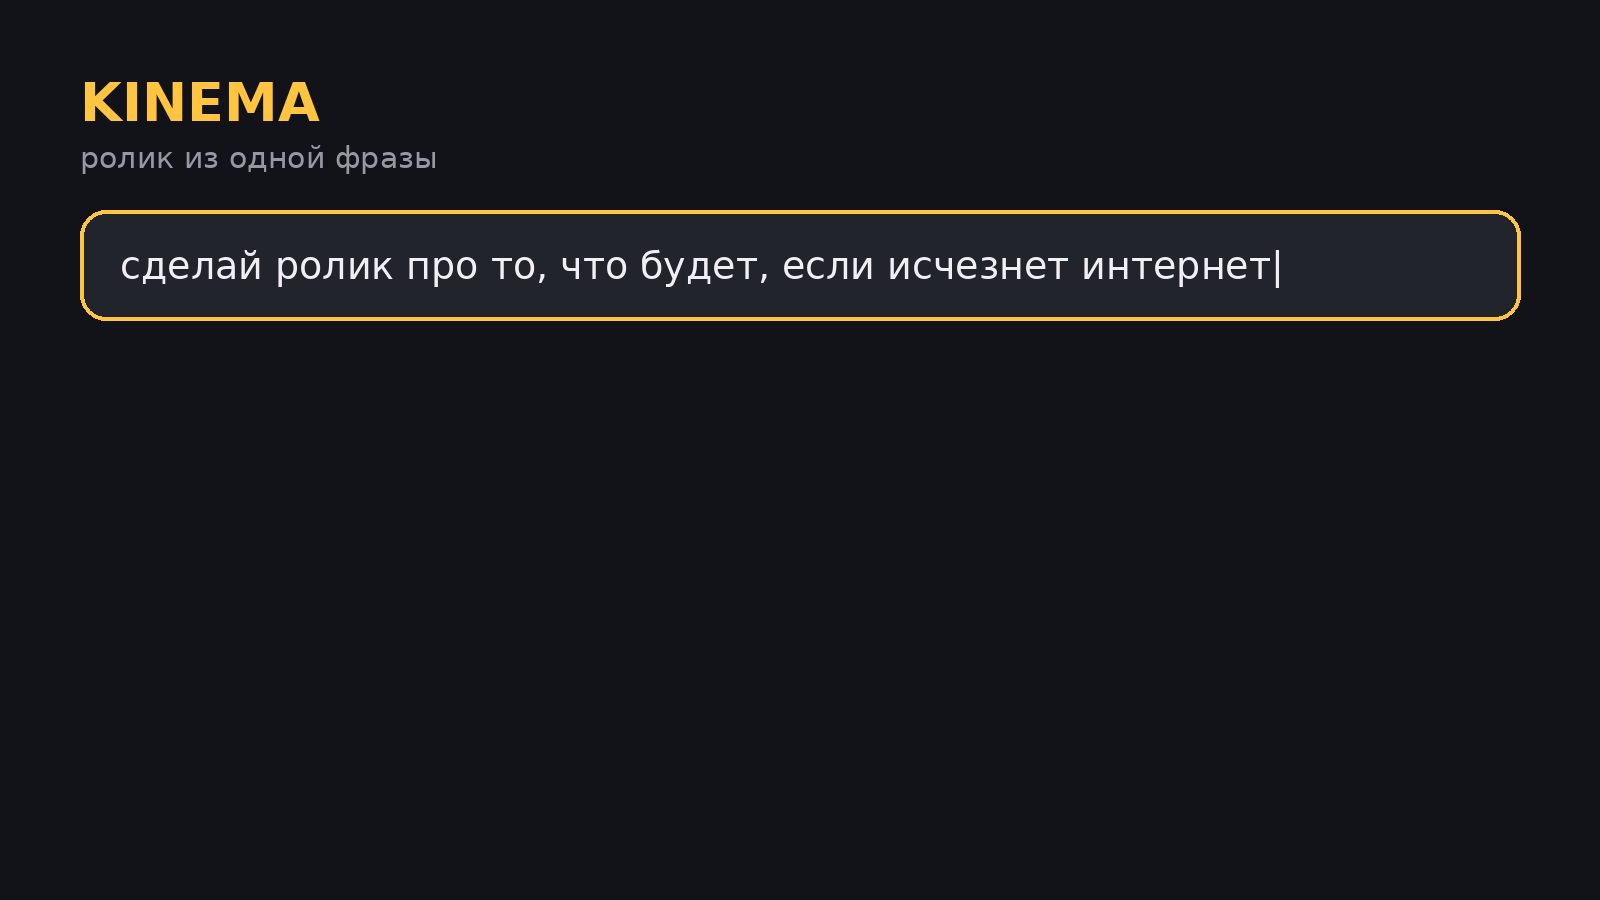 KINEMA
ролик из одной фразы
сделай ролик про то, что будет, если исчезнет интернет|